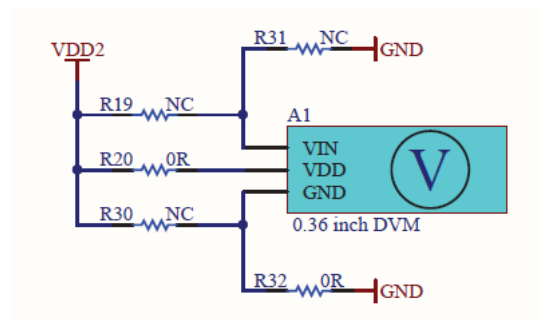 R31 NC
GND
VDD2
R19 NC
A1
VIN
R20 0R
VDD
GND
R30 NC
0.36 inch DVM
V
R32 0R
GND